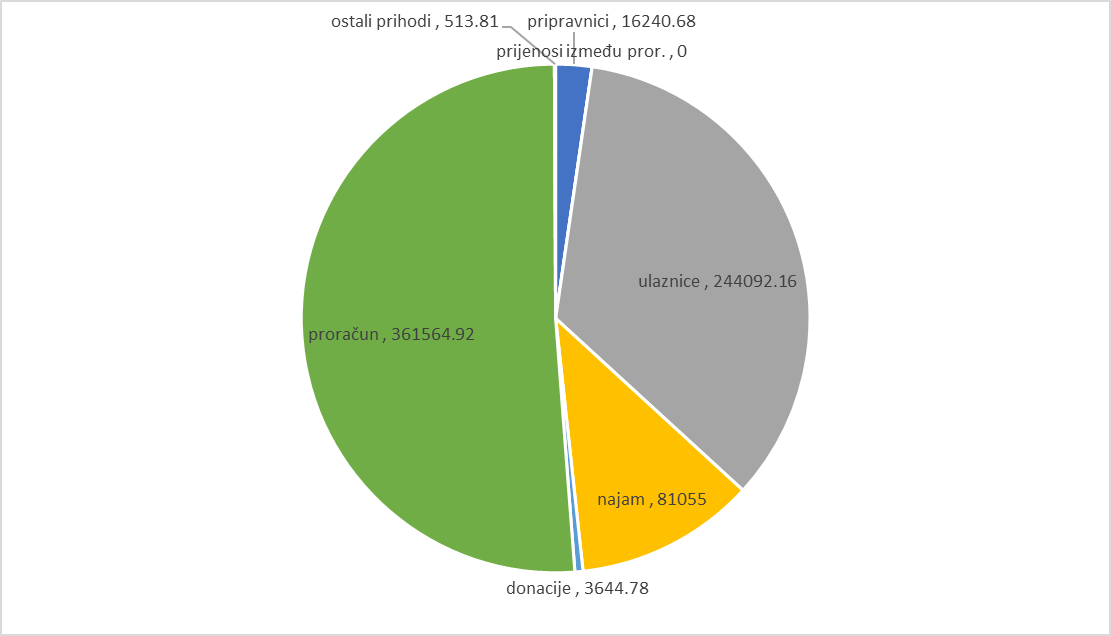 ostali prihodi , 513.81
pripravnici , 16240.68
prijenosi između pror. , 0
ulaznice , 244092.16
proračun , 361564.92
najam , 81055
donacije , 3644.78